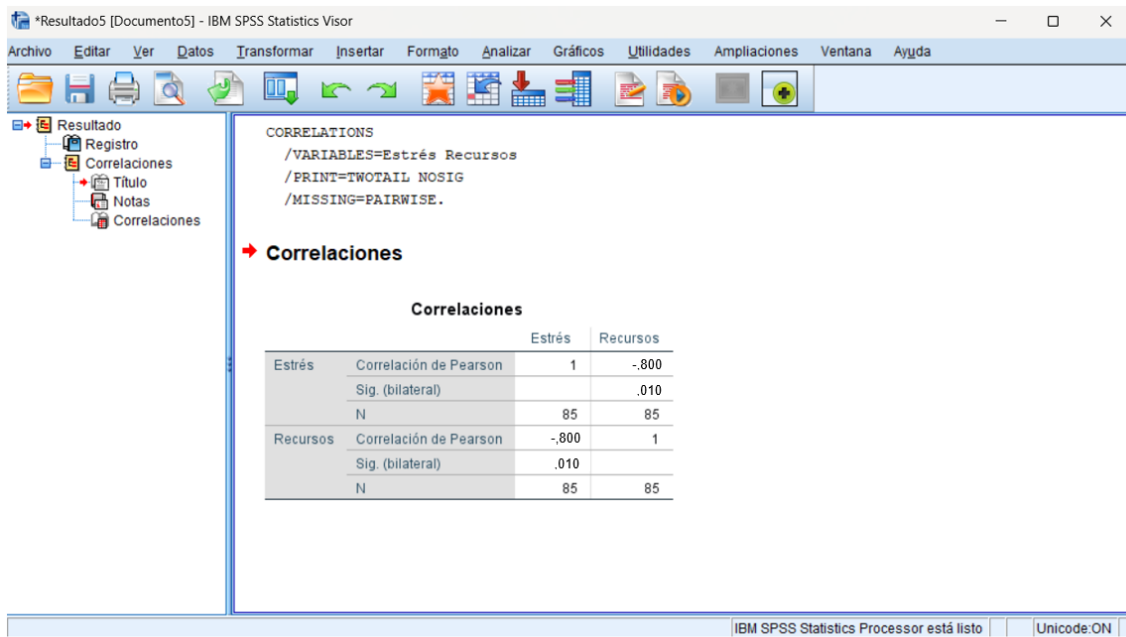 *Resultado5 [Documento5] - IBM SPSS Statistics Visor
Archivo Editar Ver Datos Transformar Insertar Formato Analizar Gráficos Utilidades Ampliaciones Ventana Ayuda
Resultado
Registro
Correlaciones
Título
Notas
Correlaciones
CORRELATIONS
/VARIABLES=Estrés Recursos
/PRINT=TWOTAIL NOSIG
/MISSING=PAIRWISE.
Correlaciones
Correlaciones
Estrés Recursos
Estrés Correlación de Pearson 1 -.800
Sig. (bilateral) .010
N 85 85
Recursos Correlación de Pearson -,800 1
Sig. (bilateral) .010
N 85 85
IBM SPSS Statistics Processor está listo Unicode:ON